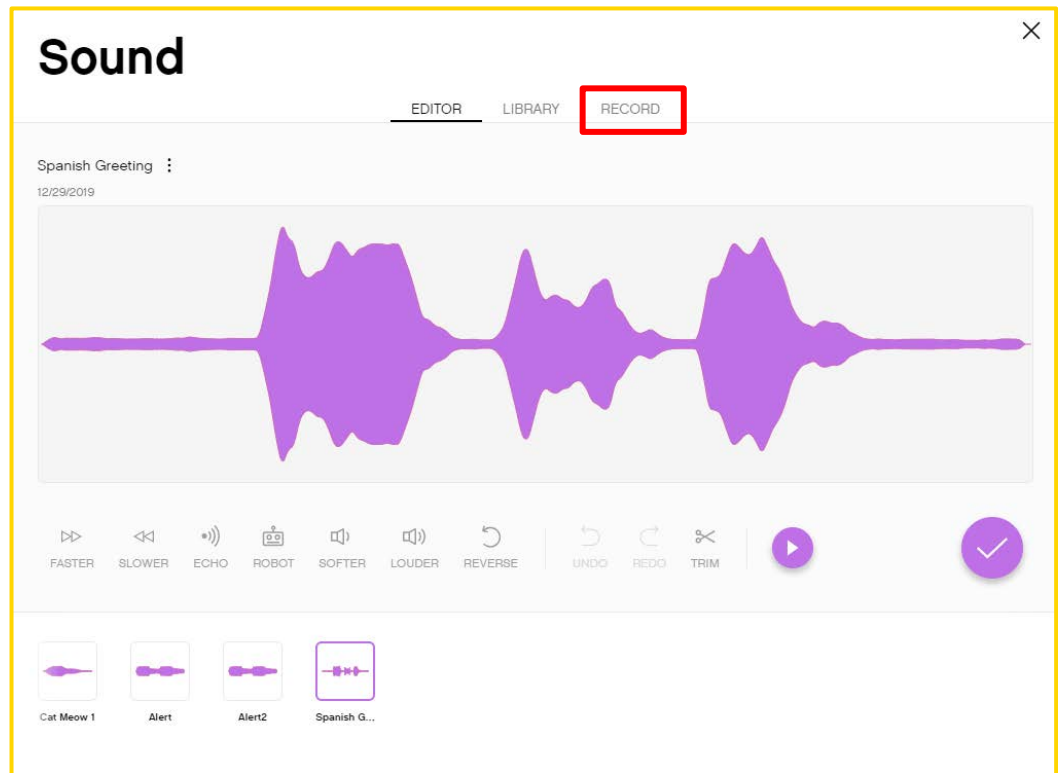 Sound
EDITOR LIBRARY RECORD
Spanish Greeting
12/29/2019
FASTER SLOWER ECHO ROBOT SOFTER LOUDER REVERSE UNDO REDO TRIM
Cat Meow 1 Alert Alert2 Spanish G...